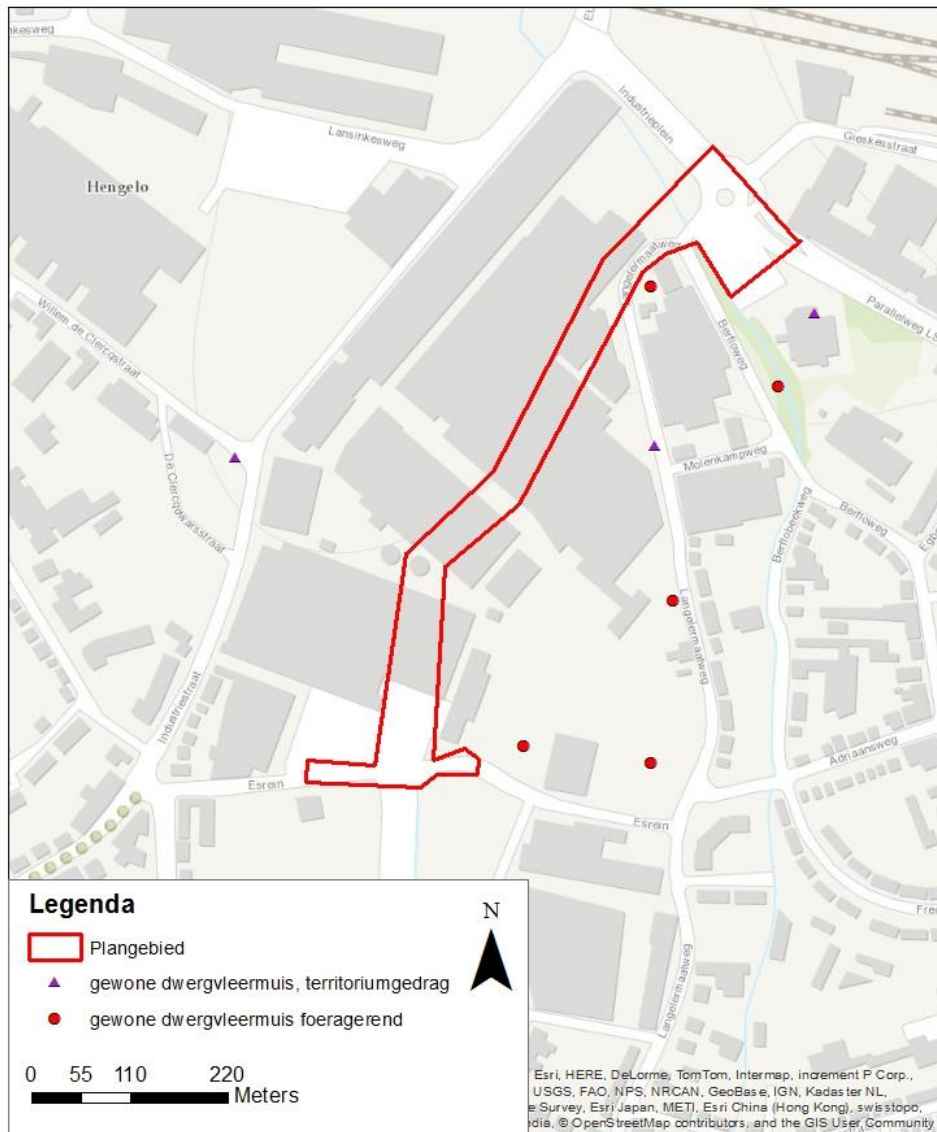 Industrieplein
Gieskesstraat
Lansinkesweg
Hengelo
Parallelweg LS
Willem de Clercqstraat
Berfloweg
De Clercqdwarsstraat
Molenkampweg
Berfloweg
Berflobeekweg
Langelermaatweg
Industriestraat
Adriaansweg
Esrein
Esrein
Langelermaatweg
Legenda
N
Plangebied
gewone dwergvleermuis, territoriumgedrag
gewone dwergvleermuis foeragerend
0 55 110 220
Meters
Esri, HERE, DeLorme, TomTom, Intermap, increment P Corp.,
USGS, FAO, NPS, NRCAN, GeoBase, IGN, Kadaster NL,
e Survey, Esri Japan, METI, Esri China (Hong Kong), swisstopo,
© OpenStreetMap contributors, and the GIS User Community